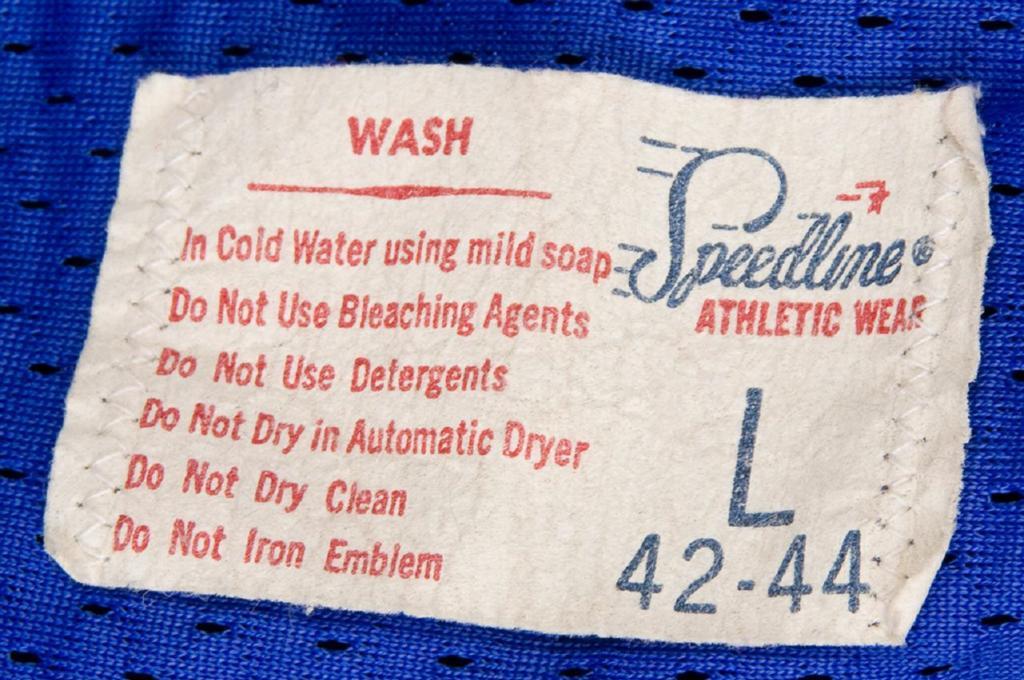 WASH
In Cold Water using mild soap
Do Not Use Bleaching Agents
Do Not Use Detergents
Do Not Dry in Automatic Dryer
Do Not Dry Clean
Do Not Iron Emblem
Speedline®
ATHLETIC WEAR
L
42-44